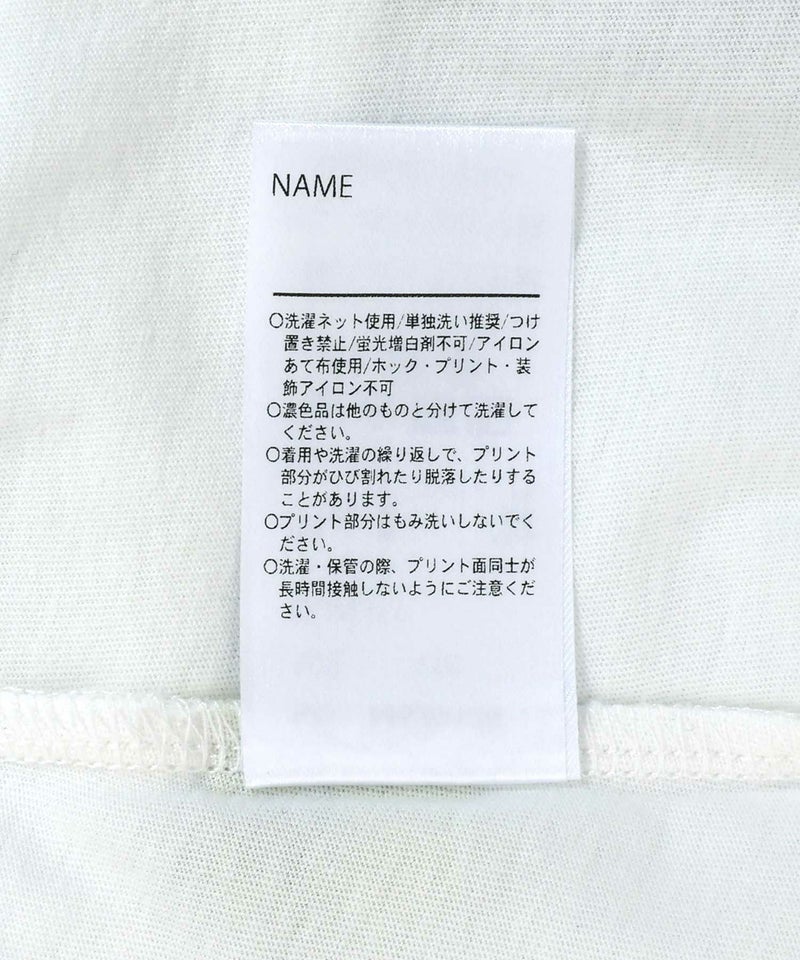 NAME
○洗濯ネット使用/単独洗い推奨/つけ
置き禁止/蛍光増白剤不可/アイロン
あて布使用/ホック・プリント・装
飾アイロン不可
○濃色品は他のものと分けて洗濯して
ください。
○着用や洗濯の繰り返しで、プリント
部分がひび割れたり脱落したりする
ことがあります。
○プリント部分はもみ洗いしないでく
ださい。
○洗濯・保管の際、プリント面同士が
長時間接触しないようにご注意くだ
さい。